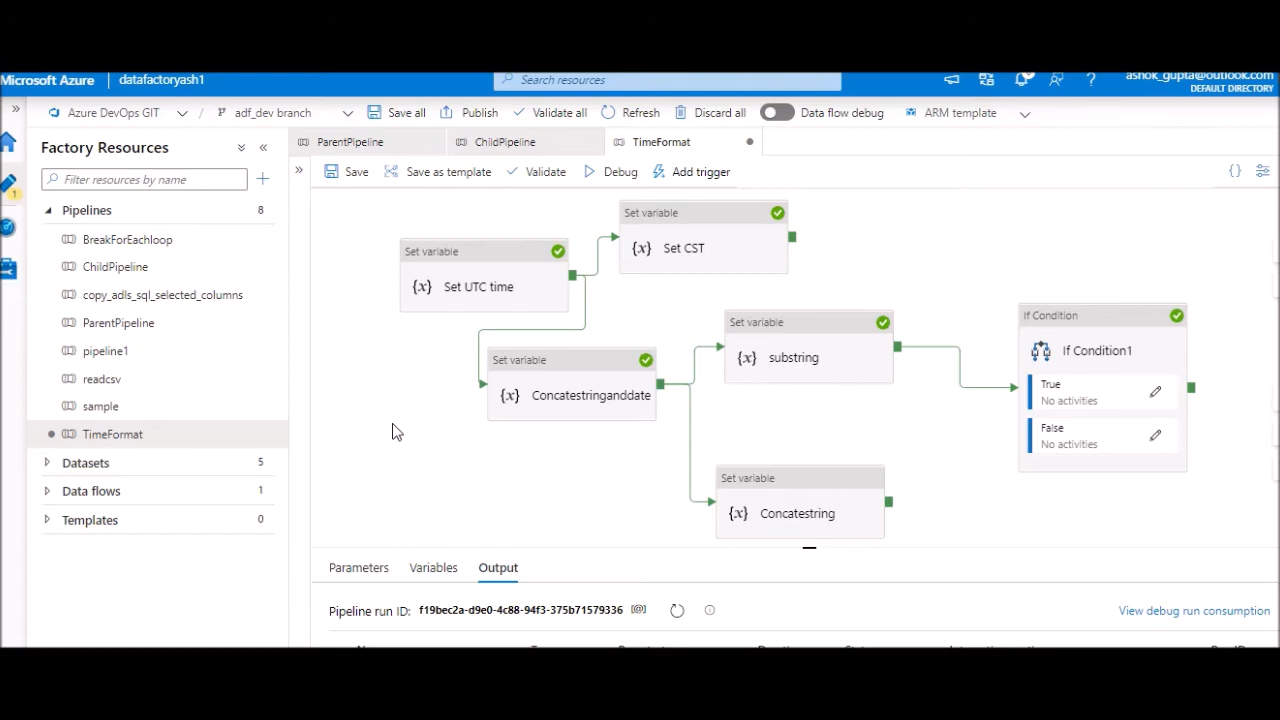 Microsoft Azure datafactoryash1 Search resources ashok_gupta@outlook.com
DEFAULT DIRECTORY
Azure DevOps GIT / adf_dev branch Save all Publish Validate all Refresh Discard all Data flow debug ARM template
Factory Resources
ParentPipeline ChildPipeline TimeFormat
Filter resources by name
Save Save as template Validate Debug Add trigger
Pipelines 8
BreakForEachloop
ChildPipeline
copy_adls_sql_selected_columns
ParentPipeline
pipeline1
readcsv
sample
TimeFormat
Datasets 5
Data flows 1
Templates 0
1
Set variable
{x} Set CST
Set variable
{x} Set UTC time
Set variable
{x} Concatestringanddate
Set variable
{x} substring
If Condition
If Condition1
True
No activities
False
No activities
Set variable
{x} Concatestring
Parameters Variables Output
Pipeline run ID: f19bec2a-d9e0-4c88-94f3-375b71579336 View debug run consumption